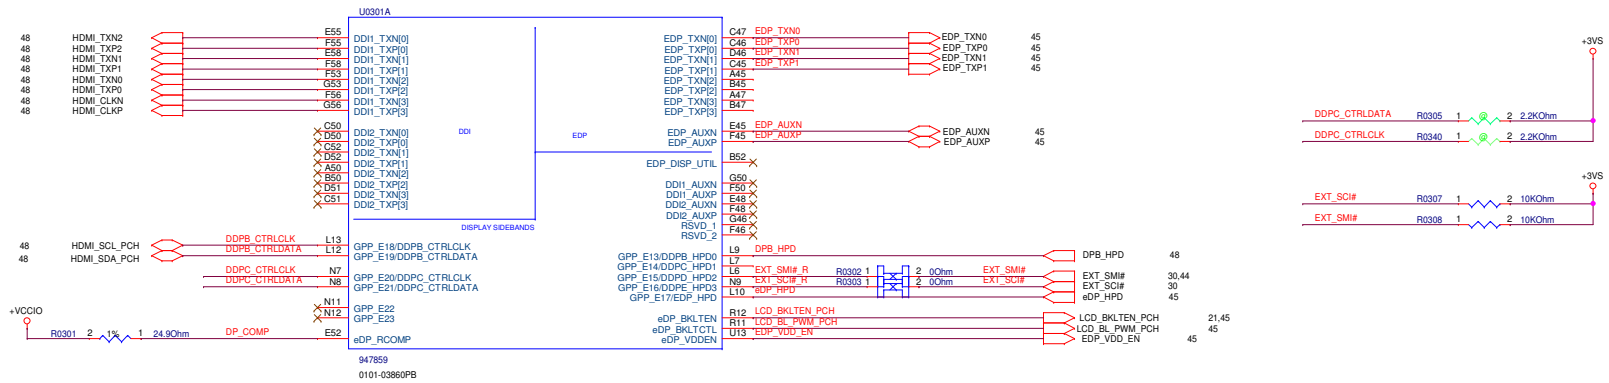 U0301A
48 HDMI_TXN2 E55 DDI1_TXN[0] EDP_TXN[0] C47 EDP_TXN0 EDP_TXN0 45
48 HDMI_TXP2 F55 DDI1_TXP[0] EDP_TXP[0] C46 EDP_TXP0 EDP_TXP0 45
48 HDMI_TXN1 E58 DDI1_TXN[1] EDP_TXN[1] D46 EDP_TXN1 EDP_TXN1 45
48 HDMI_TXP1 F58 DDI1_TXP[1] EDP_TXP[1] C45 EDP_TXP1 EDP_TXP1 45
48 HDMI_TXN0 F53 DDI1_TXN[2] EDP_TXN[2] A45
48 HDMI_TXP0 G53 DDI1_TXP[2] EDP_TXP[2] B45
48 HDMI_CLKN F56 DDI1_TXN[3] EDP_TXN[3] A47
48 HDMI_CLKP G56 DDI1_TXP[3] EDP_TXP[3] B47
C50 DDI2_TXN[0] DDI EDP EDP_AUXN E45 EDP_AUXN EDP_AUXN 45
D50 DDI2_TXP[0] EDP_AUXP F45 EDP_AUXP EDP_AUXP 45
C52 DDI2_TXN[1]
D52 DDI2_TXP[1] EDP_DISP_UTIL B52
A50 DDI2_TXN[2]
B50 DDI2_TXP[2] DDI1_AUXN G50
D51 DDI2_TXN[3] DDI1_AUXP F50
C51 DDI2_TXP[3] DDI2_AUXN E48
DDI2_AUXP F48
DISPLAY SIDEBANDS RSVD_1 G46
RSVD_2 F46
48 HDMI_SCL_PCH DDPB_CTRLCLK L13 GPP_E18/DDPB_CTRLCLK
48 HDMI_SDA_PCH DDPB_CTRLDATA L12 GPP_E19/DDPB_CTRLDATA GPP_E13/DDPB_HPD0 L9 DPB_HPD DPB_HPD 48
GPP_E14/DDPC_HPD1 L7
DDPC_CTRLCLK N7 GPP_E20/DDPC_CTRLCLK GPP_E15/DDPD_HPD2 L6 EXT_SMI#_R R0302 1 2 0Ohm EXT_SMI# EXT_SMI# 30,44
DDPC_CTRLDATA N8 GPP_E21/DDPC_CTRLDATA GPP_E16/DDPE_HPD3 N9 EXT_SCI#_R R0303 1 2 0Ohm EXT_SCI# EXT_SCI# 30
GPP_E17/EDP_HPD L10 eDP_HPD eDP_HPD 45
N11 GPP_E22
N12 GPP_E23 eDP_BKLTEN R12 LCD_BKLTEN_PCH LCD_BKLTEN_PCH 21,45
eDP_BKLTCTL R11 LCD_BL_PWM_PCH LCD_BL_PWM_PCH 45
+VCCIO
R0301 2 1% 1 24.9Ohm DP_COMP E52 eDP_RCOMP eDP_VDDEN U13 EDP_VDD_EN EDP_VDD_EN 45
947859
0101-03860PB
+3VS
DDPC_CTRLDATA R0305 1 @ 2 2.2KOhm
DDPC_CTRLCLK R0340 1 @ 2 2.2KOhm
+3VS
EXT_SCI# R0307 1 2 10KOhm
EXT_SMI# R0308 1 2 10KOhm